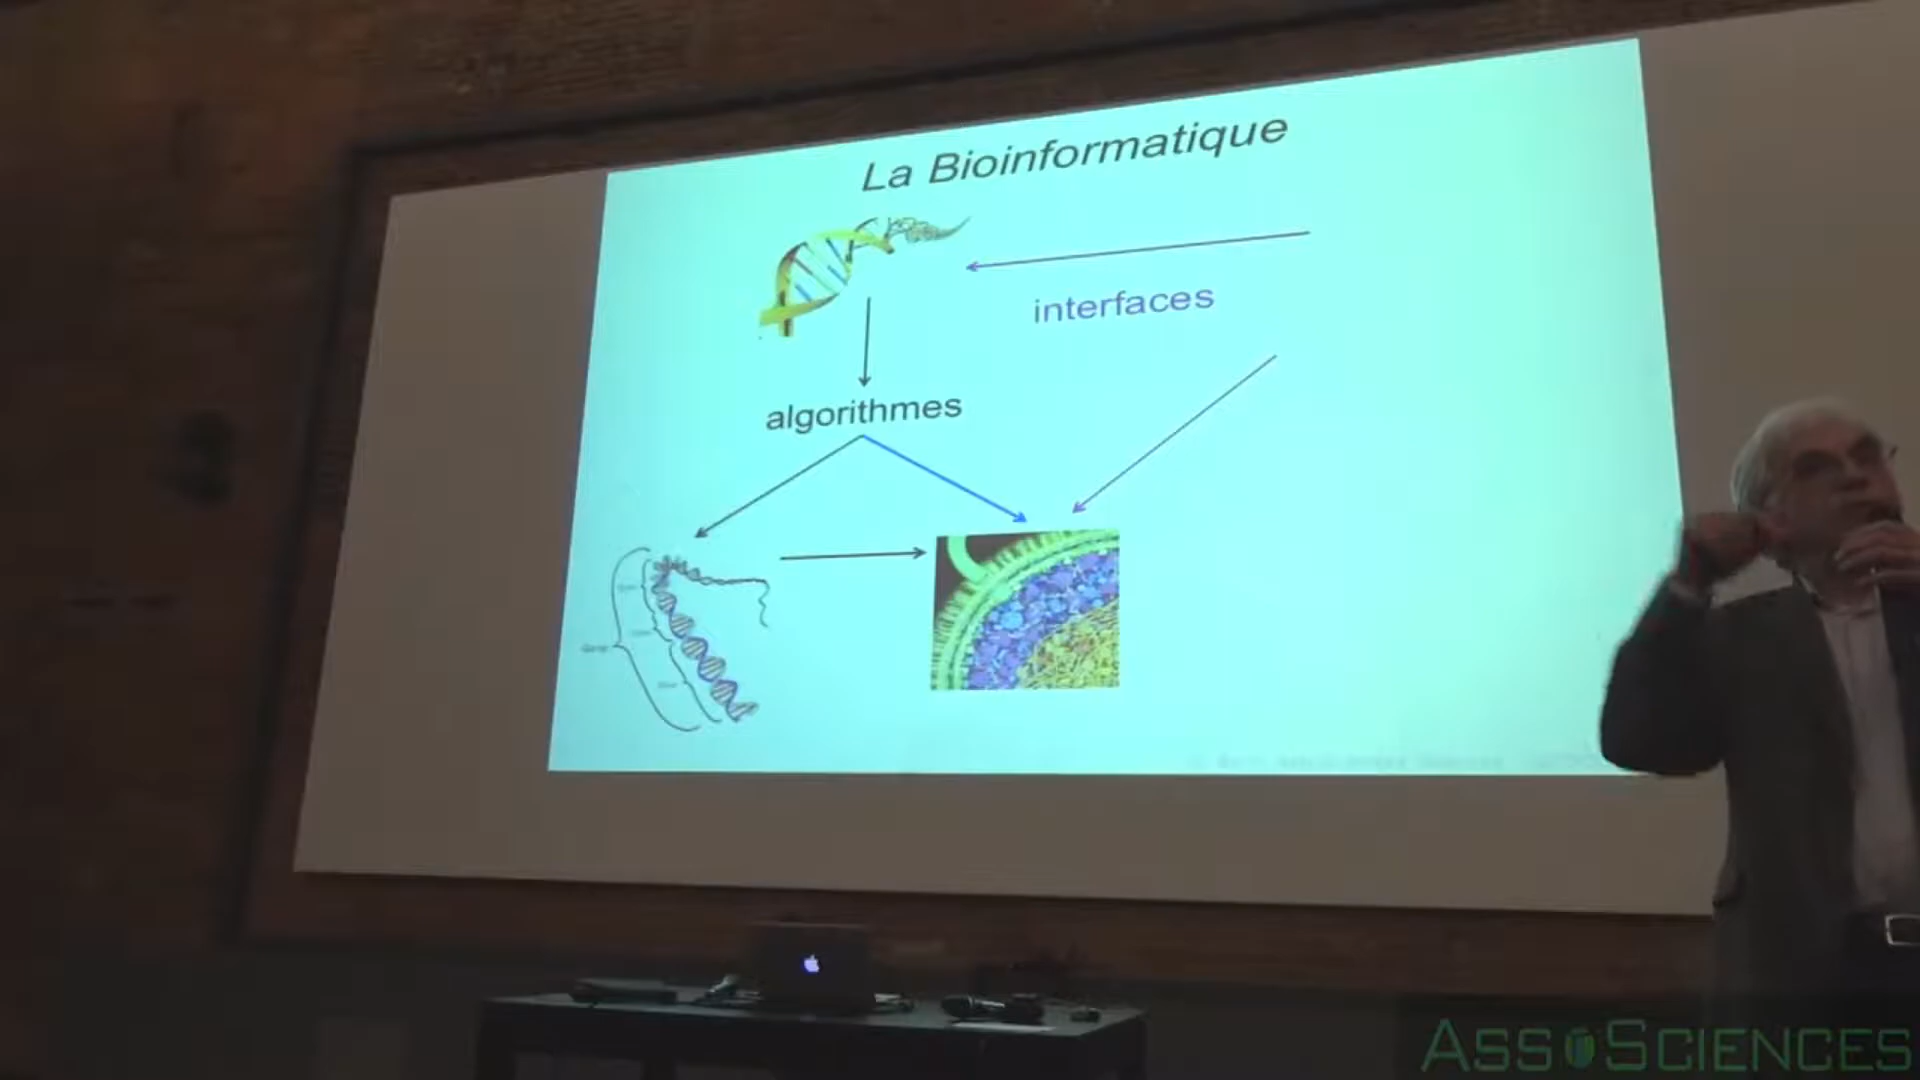 La Bioinformatique
interfaces
algorithmes
ASSOSCIENCES